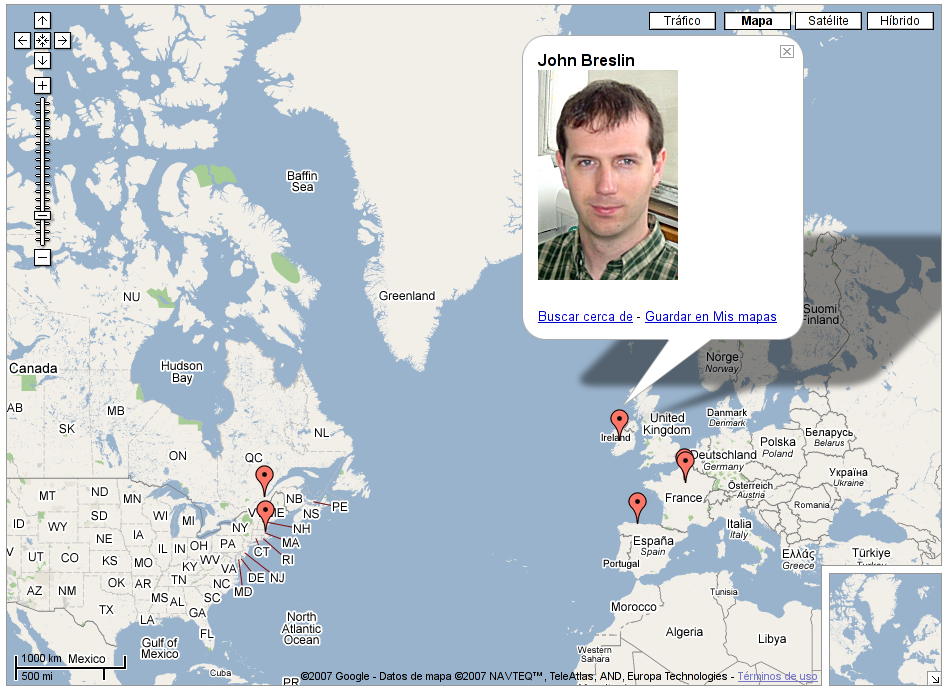 Tráfico
Mapa
Satélite
Híbrido
John Breslin
Buscar cerca de - Guardar en Mis mapas
Baffin
Sea
Greenland
NU
Suomi
Finland
Norge
Norway
Canada
Hudson
Bay
AB
SK
MB
ON
QC
NL
NB
PE
NS
Ireland
United
Kingdom
Danmark
Denmark
Беларусь
Belarus
Polska
Poland
Deutschland
Germany
Україна
Ukraine
Österreich
Austria
France
Romania
Italia
Italy
España
Spain
Portugal
Ελλάς
Greece
Türkiye
MT
ND
MN
ID
WY
SD
WI
MI
NY
ME
NH
MA
CT
RI
NE
IA
IL
IN
OH
PA
UT
CO
KS
MO
KY
WV
VA
DE
NJ
MD
AZ
NM
OK
AR
TN
NC
SC
MS
AL
GA
TX
LA
FL
Gulf of
Mexico
North
Atlantic
Ocean
Morocco
Algeria
Tunisia
Libya
Western
Sahara
Mexico
Cuba
PR
1000 km
500 mi
©2007 Google - Datos de mapa ©2007 NAVTEQ™, TeleAtlas, AND, Europa Technologies - Términos de uso